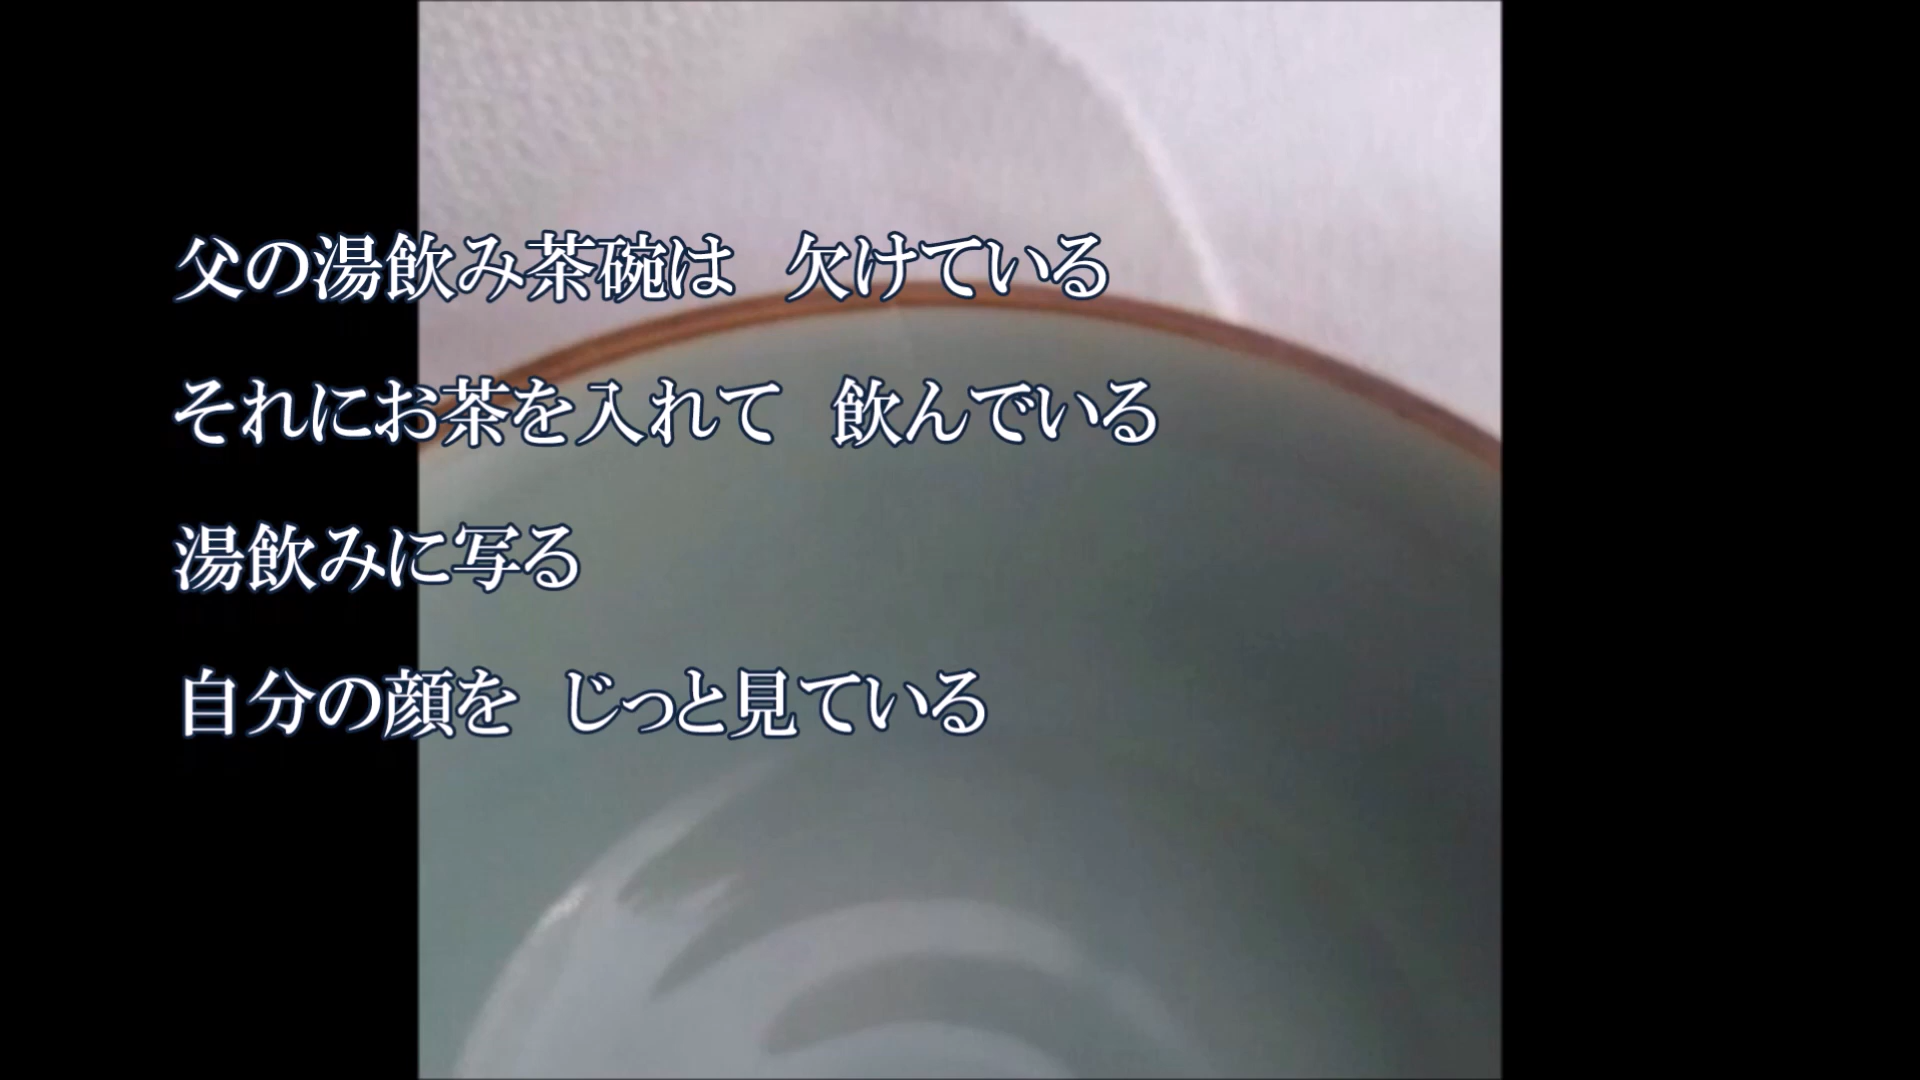 父の湯飲み茶碗は　欠けている
それにお茶を入れて　飲んでいる
湯飲みに写る
自分の顔を　じっと見ている